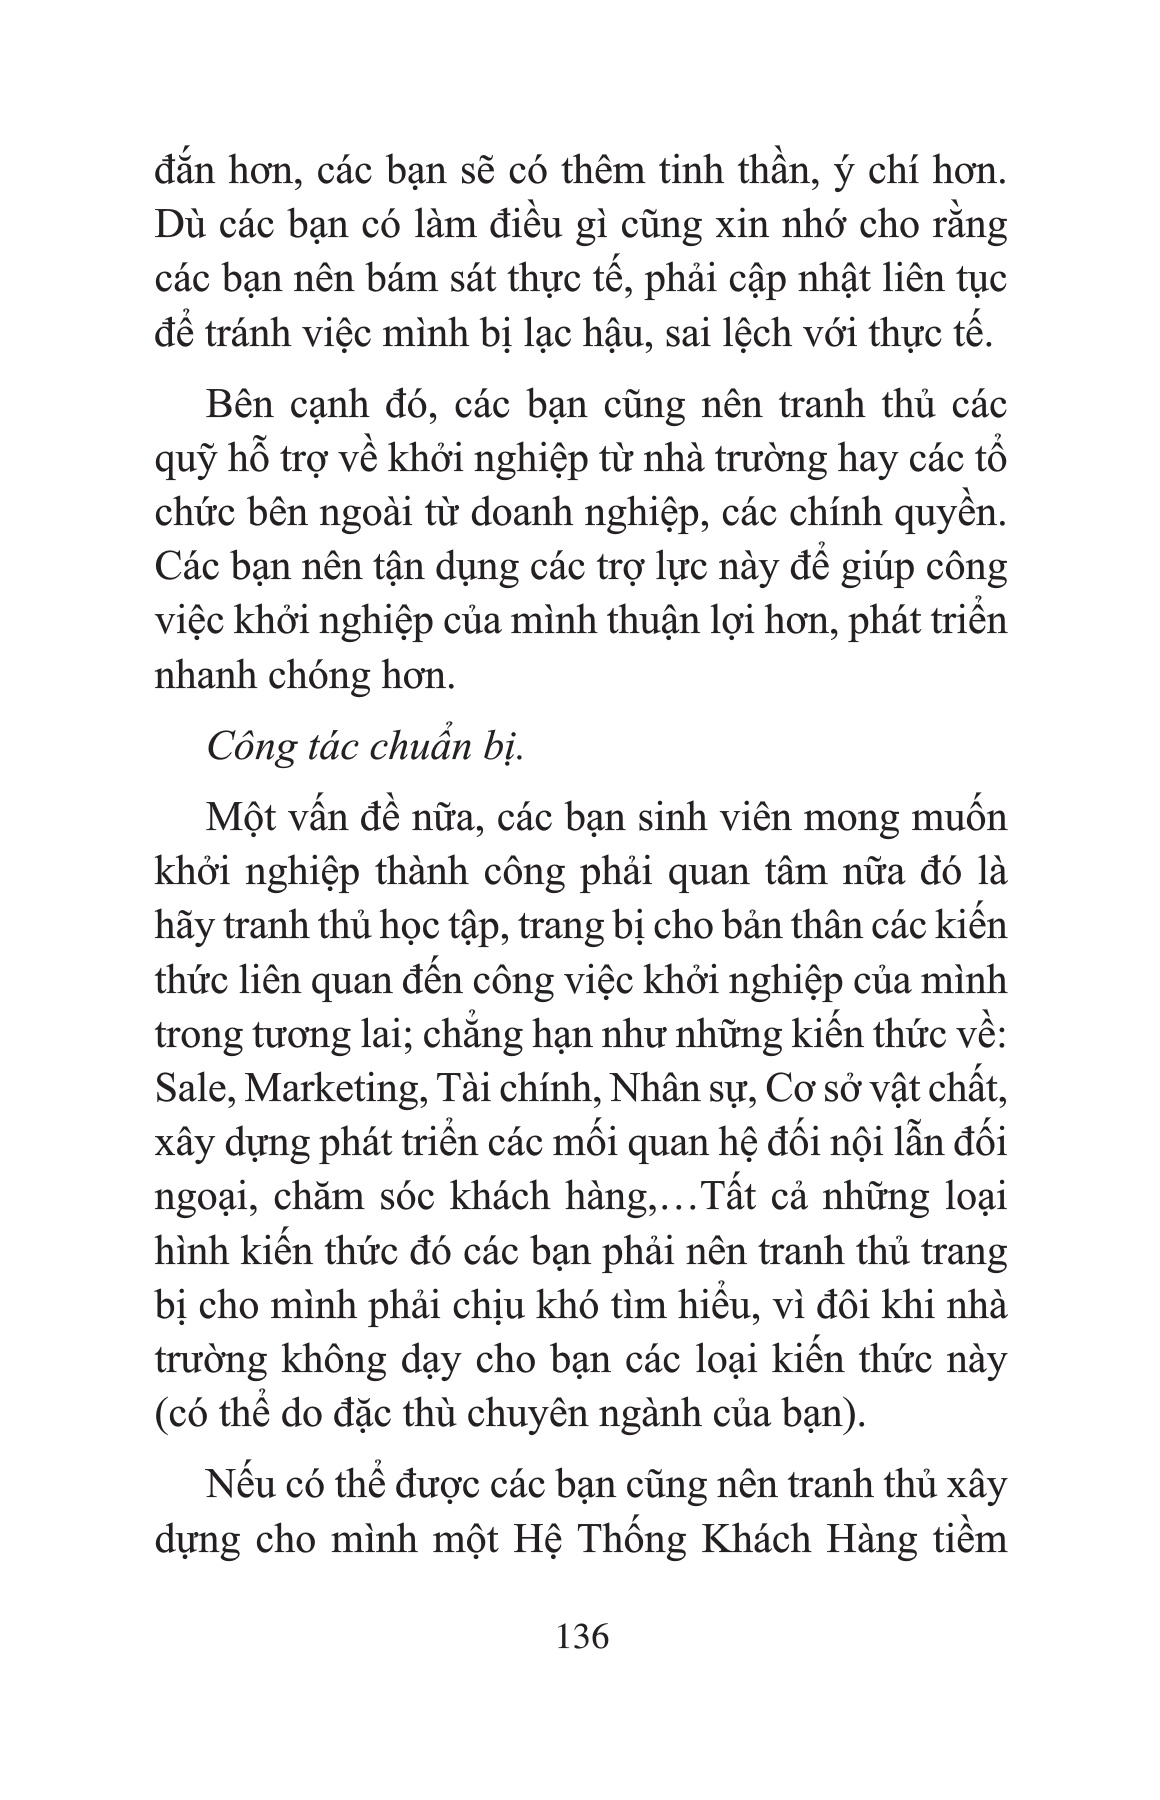 đắn hơn, các bạn sẽ có thêm tinh thần, ý chí hơn.
Dù các bạn có làm điều gì cũng xin nhớ cho rằng
các bạn nên bám sát thực tế, phải cập nhật liên tục
để tránh việc mình bị lạc hậu, sai lệch với thực tế.
Bên cạnh đó, các bạn cũng nên tranh thủ các
quỹ hỗ trợ về khởi nghiệp từ nhà trường hay các tổ
chức bên ngoài từ doanh nghiệp, các chính quyền.
Các bạn nên tận dụng các trợ lực này để giúp công
việc khởi nghiệp của mình thuận lợi hơn, phát triển
nhanh chóng hơn.
Công tác chuẩn bị.
Một vấn đề nữa, các bạn sinh viên mong muốn
khởi nghiệp thành công phải quan tâm nữa đó là
hãy tranh thủ học tập, trang bị cho bản thân các kiến
thức liên quan đến công việc khởi nghiệp của mình
trong tương lai; chẳng hạn như những kiến thức về:
Sale, Marketing, Tài chính, Nhân sự, Cơ sở vật chất,
xây dựng phát triển các mối quan hệ đối nội lẫn đối
ngoại, chăm sóc khách hàng,…Tất cả những loại
hình kiến thức đó các bạn phải nên tranh thủ trang
bị cho mình phải chịu khó tìm hiểu, vì đôi khi nhà
trường không dạy cho bạn các loại kiến thức này
(có thể do đặc thù chuyên ngành của bạn).
Nếu có thể được các bạn cũng nên tranh thủ xây
dựng cho mình một Hệ Thống Khách Hàng tiềm
136